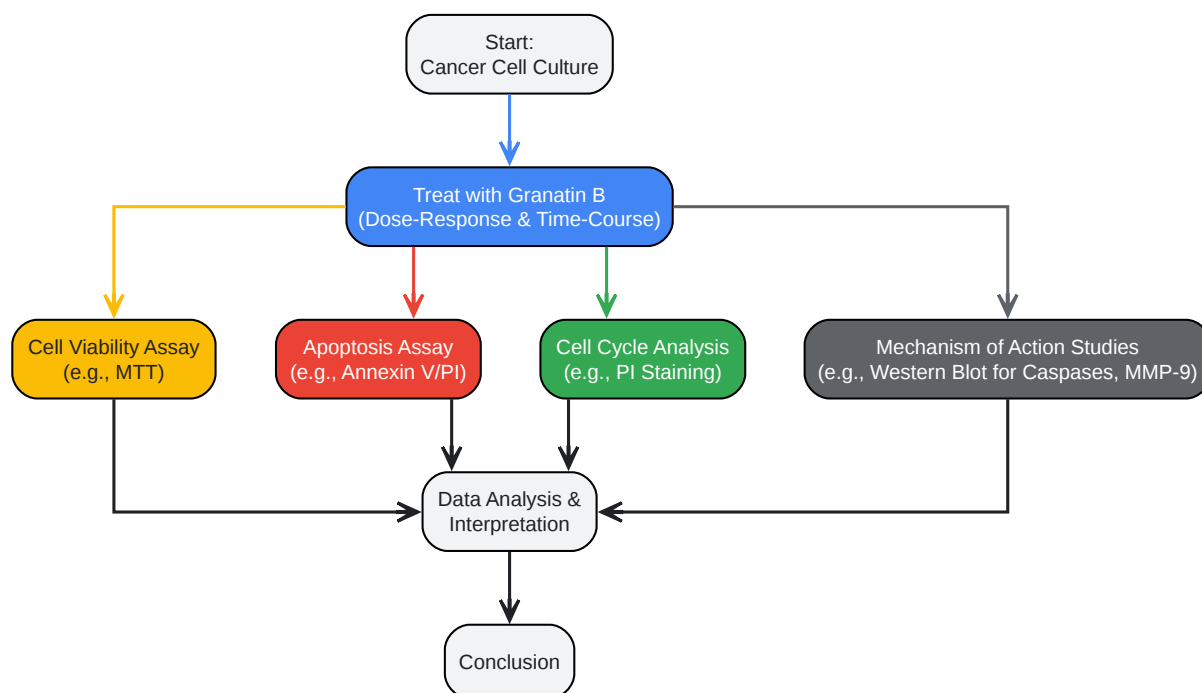 Start:
Cancer Cell Culture
Treat with Granatin B
(Dose-Response & Time-Course)
Cell Viability Assay
(e.g., MTT)
Apoptosis Assay
(e.g., Annexin V/PI)
Cell Cycle Analysis
(e.g., PI Staining)
Mechanism of Action Studies
(e.g., Western Blot for Caspases, MMP-9)
Data Analysis &
Interpretation
Conclusion